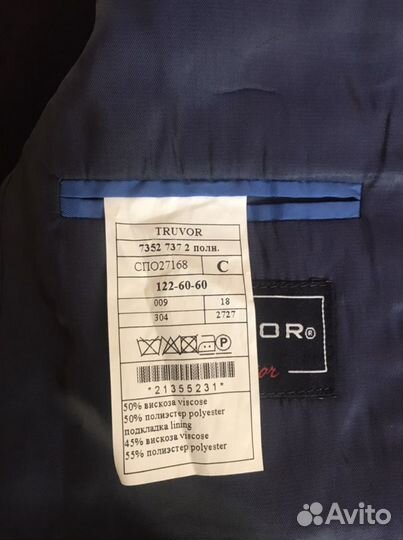 TRUVOR
7352 737 2 полн.
СПО27168 С
122-60-60
009 18
304 2727
OR®
*21355231*
50% вискоза viscose
50% полиэстер polyester
подкладка lining
45% вискоза viscose
55% полиэстер polyester
or
Avito